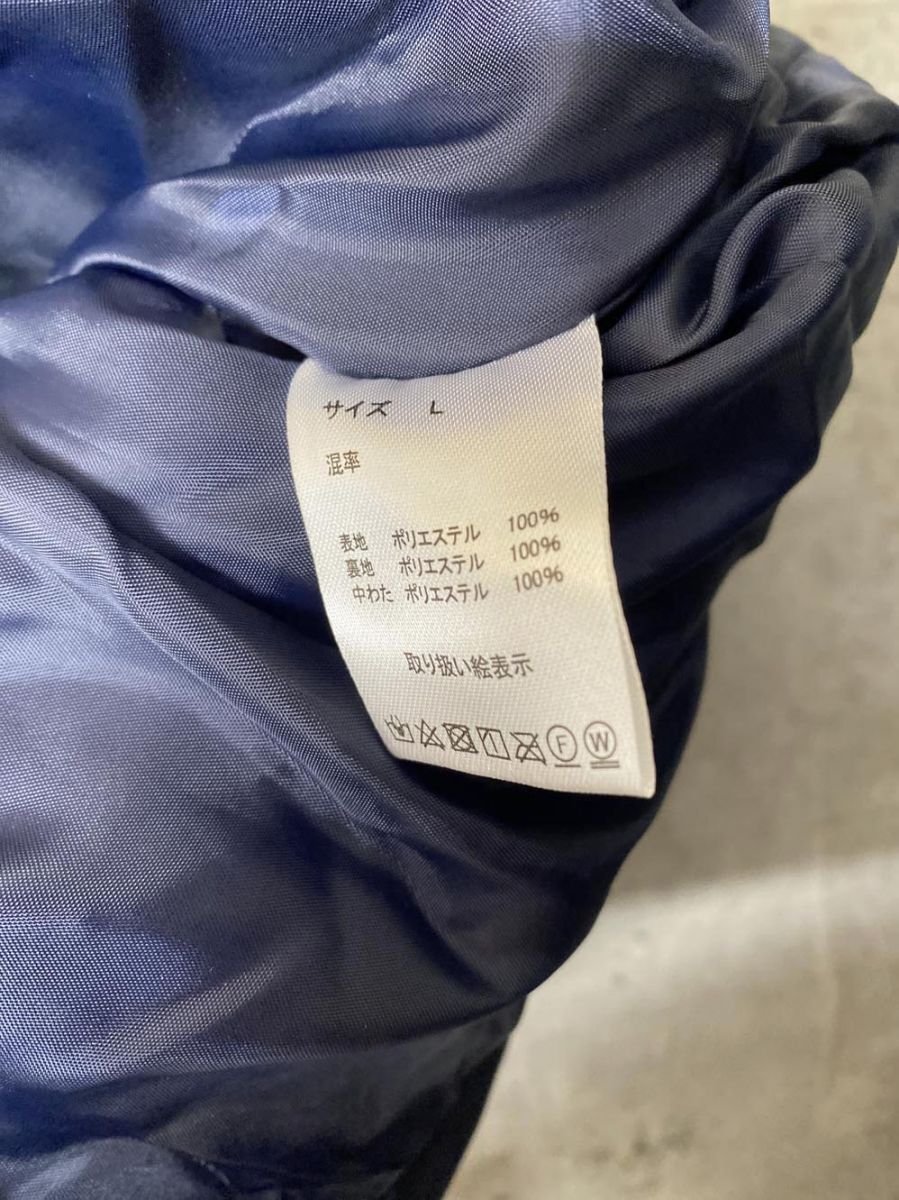 サイズ L
混率
表地 ポリエステル 100%
裏地 ポリエステル 100%
中わた ポリエステル 100%
取り扱い絵表示
F W